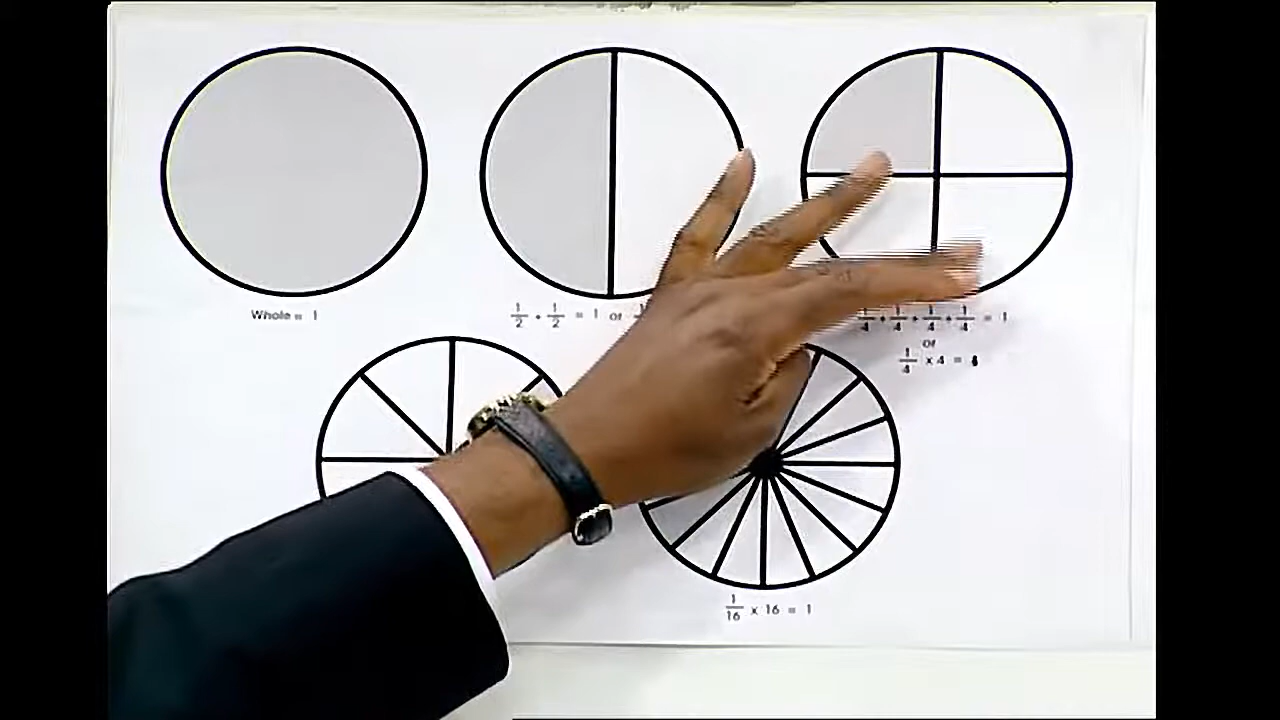 Whole = 1
1/2 + 1/2 = 1 or
1/4 + 1/4 + 1/4 + 1/4 = 1
or
1/4 x 4 =
1/16 x 16 = 1